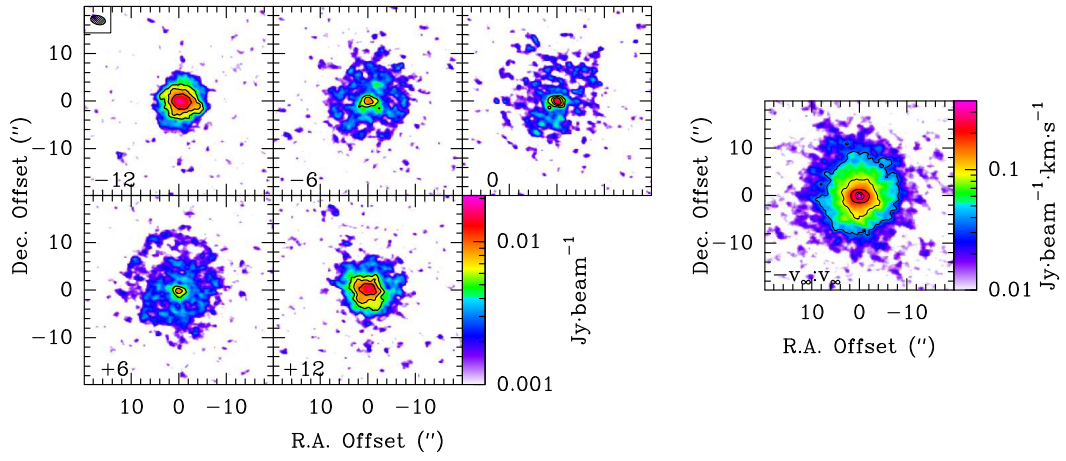 10
0
−10
−12
−6
0
10
0
−10
+6
+12
Dec. Offset (″)
10 0 −10 10 0 −10
R.A. Offset (″)
0.01
0.001
Jy·beam⁻¹
10
0
−10
Dec. Offset (″)
−v∞:v∞
10 0 −10
R.A. Offset (″)
0.1
0.01
Jy·beam⁻¹·km·s⁻¹